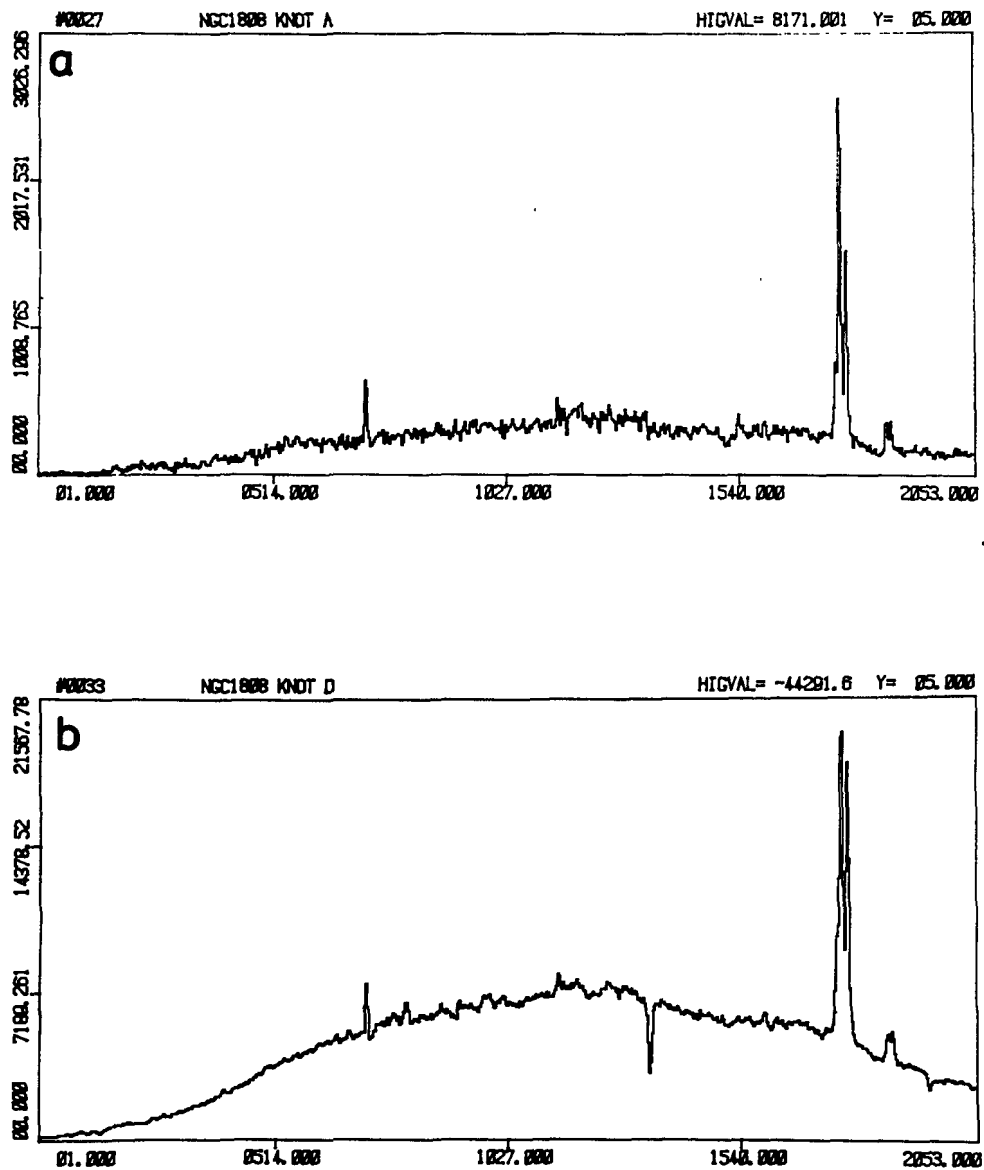 #0027 NGC1808 KNOT A HIGVAL= 8171.001 Y= 05.000
a
3026.296
2017.531
1008.765
00.000
01.000 0514.000 1027.000 1540.000 2053.000
#0033 NGC1808 KNOT D HIGVAL= -44291.6 Y= 05.000
b
21567.78
14378.52
7189.261
00.000
01.000 0514.000 1027.000 1540.000 2053.000